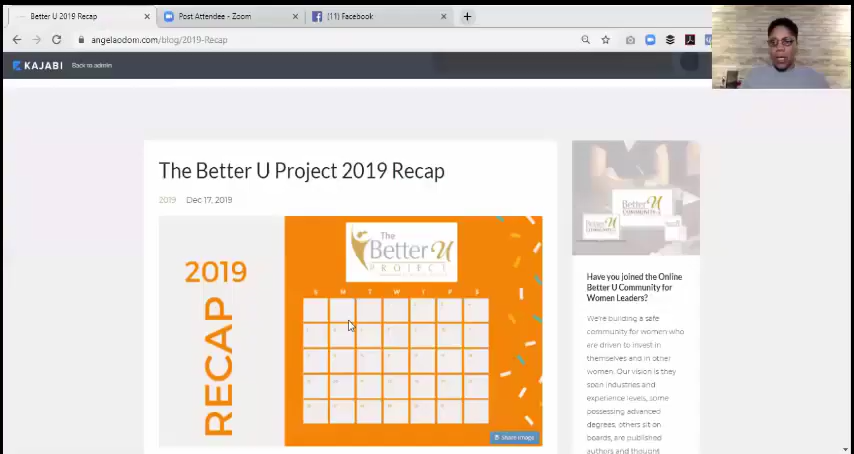 Better U 2019 Recap
Post Attendee - Zoom
(11) Facebook
angelaodom.com/blog/2019-Recap
KAJABI
Back to admin
The Better U Project 2019 Recap
2019 Dec 17, 2019
2019
RECAP
The
Better U
PROJECT
S M T W T F S
Share Image
Better U
COMMUNITY
Better U
COMMUNITY
Have you joined the Online
Better U Community for
Women Leaders?
We're building a safe
community for women who
are driven to invest in
themselves and in other
women. Our vision is they
span industries and
experience levels, some
possessing advanced
degrees, others sit on
boards, are published
authors and thought